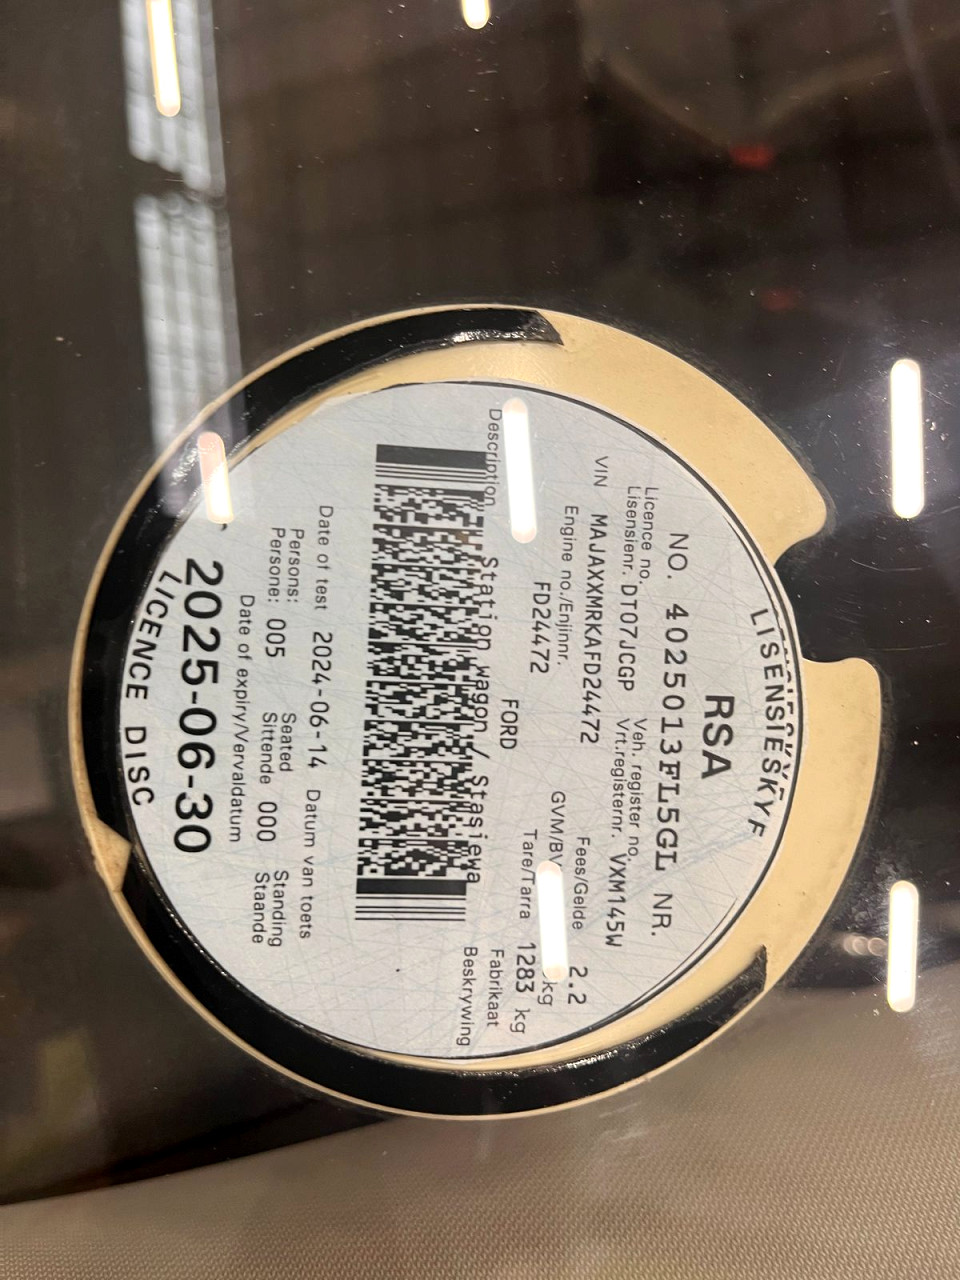 LISENSIESKYF
RSA
NO. 4025013FL5GL NR.
Licence no. Veh. register no.
Lisensienr. DT07JCGP Vrt.registernr. VXM145W
VIN MAJAXXMRKAFD24472 Fees/Gelde 2.2
Engine no./Enjinnr. GVM/BV kg
FD24472 Tare/Tarra 1283 kg
FORD Fabrikaat
Description Station wagon / Stasiewa Beskrywing
Date of test 2024-06-14 Datum van toets
Persons: Seated Standing
Persone: 005 Sittende 000 Staande
Date of expiry/Vervaldatum
2025-06-30
LICENCE DISC